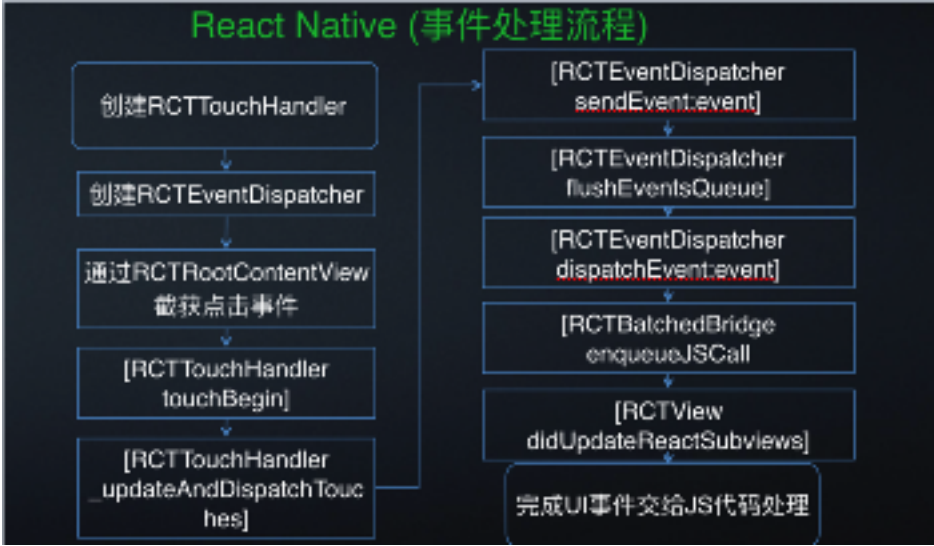 React Native (事件处理流程)
创建RCTTouchHandler
创建RCTEventDispatcher
通过RCTRootContentView
截获点击事件
[RCTTouchHandler
touchBegin]
[RCTTouchHandler
_updateAndDispatchTouc
hes]
[RCTEventDispatcher
sendEvent:event]
[RCTEventDispatcher
flushEventsQueue]
[RCTEventDispatcher
dispatchEvent:event]
[RCTBatchedBridge
enqueueJSCall
[RCTView
didUpdateReactSubviews]
完成UI事件交给JS代码处理